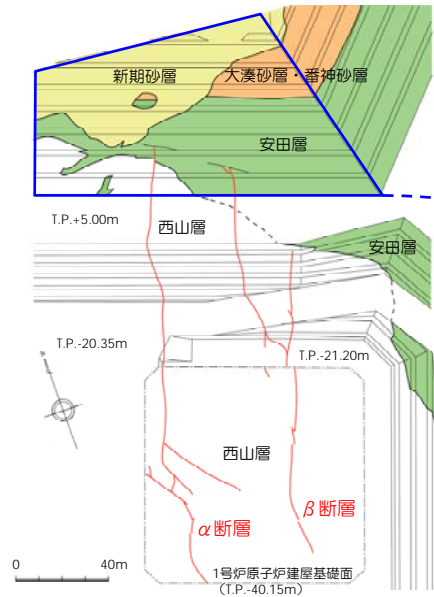 新期砂層
大湊砂層・番神砂層
安田層
T.P.+5.00m
西山層
安田層
T.P.-20.35m
T.P.-21.20m
N
西山層
β断層
α断層
0 40m
1号炉原子炉建屋基礎面
(T.P.-40.15m)